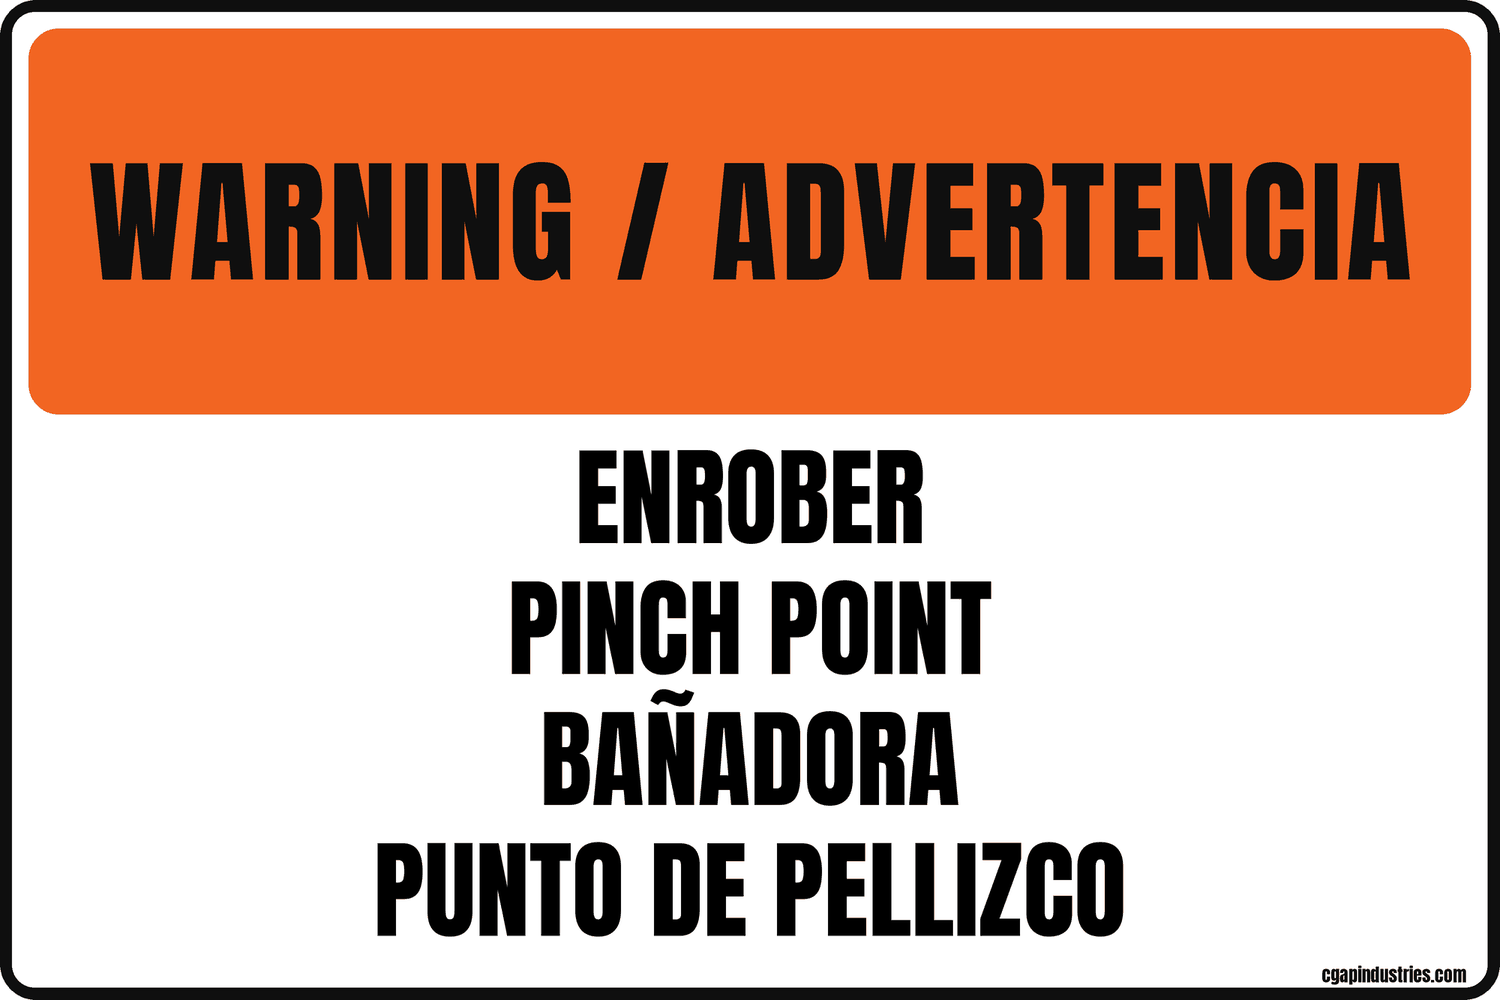 WARNING / ADVERTENCIA
ENROBER
PINCH POINT
BAÑADORA
PUNTO DE PELLIZCO
cgapindustries.com